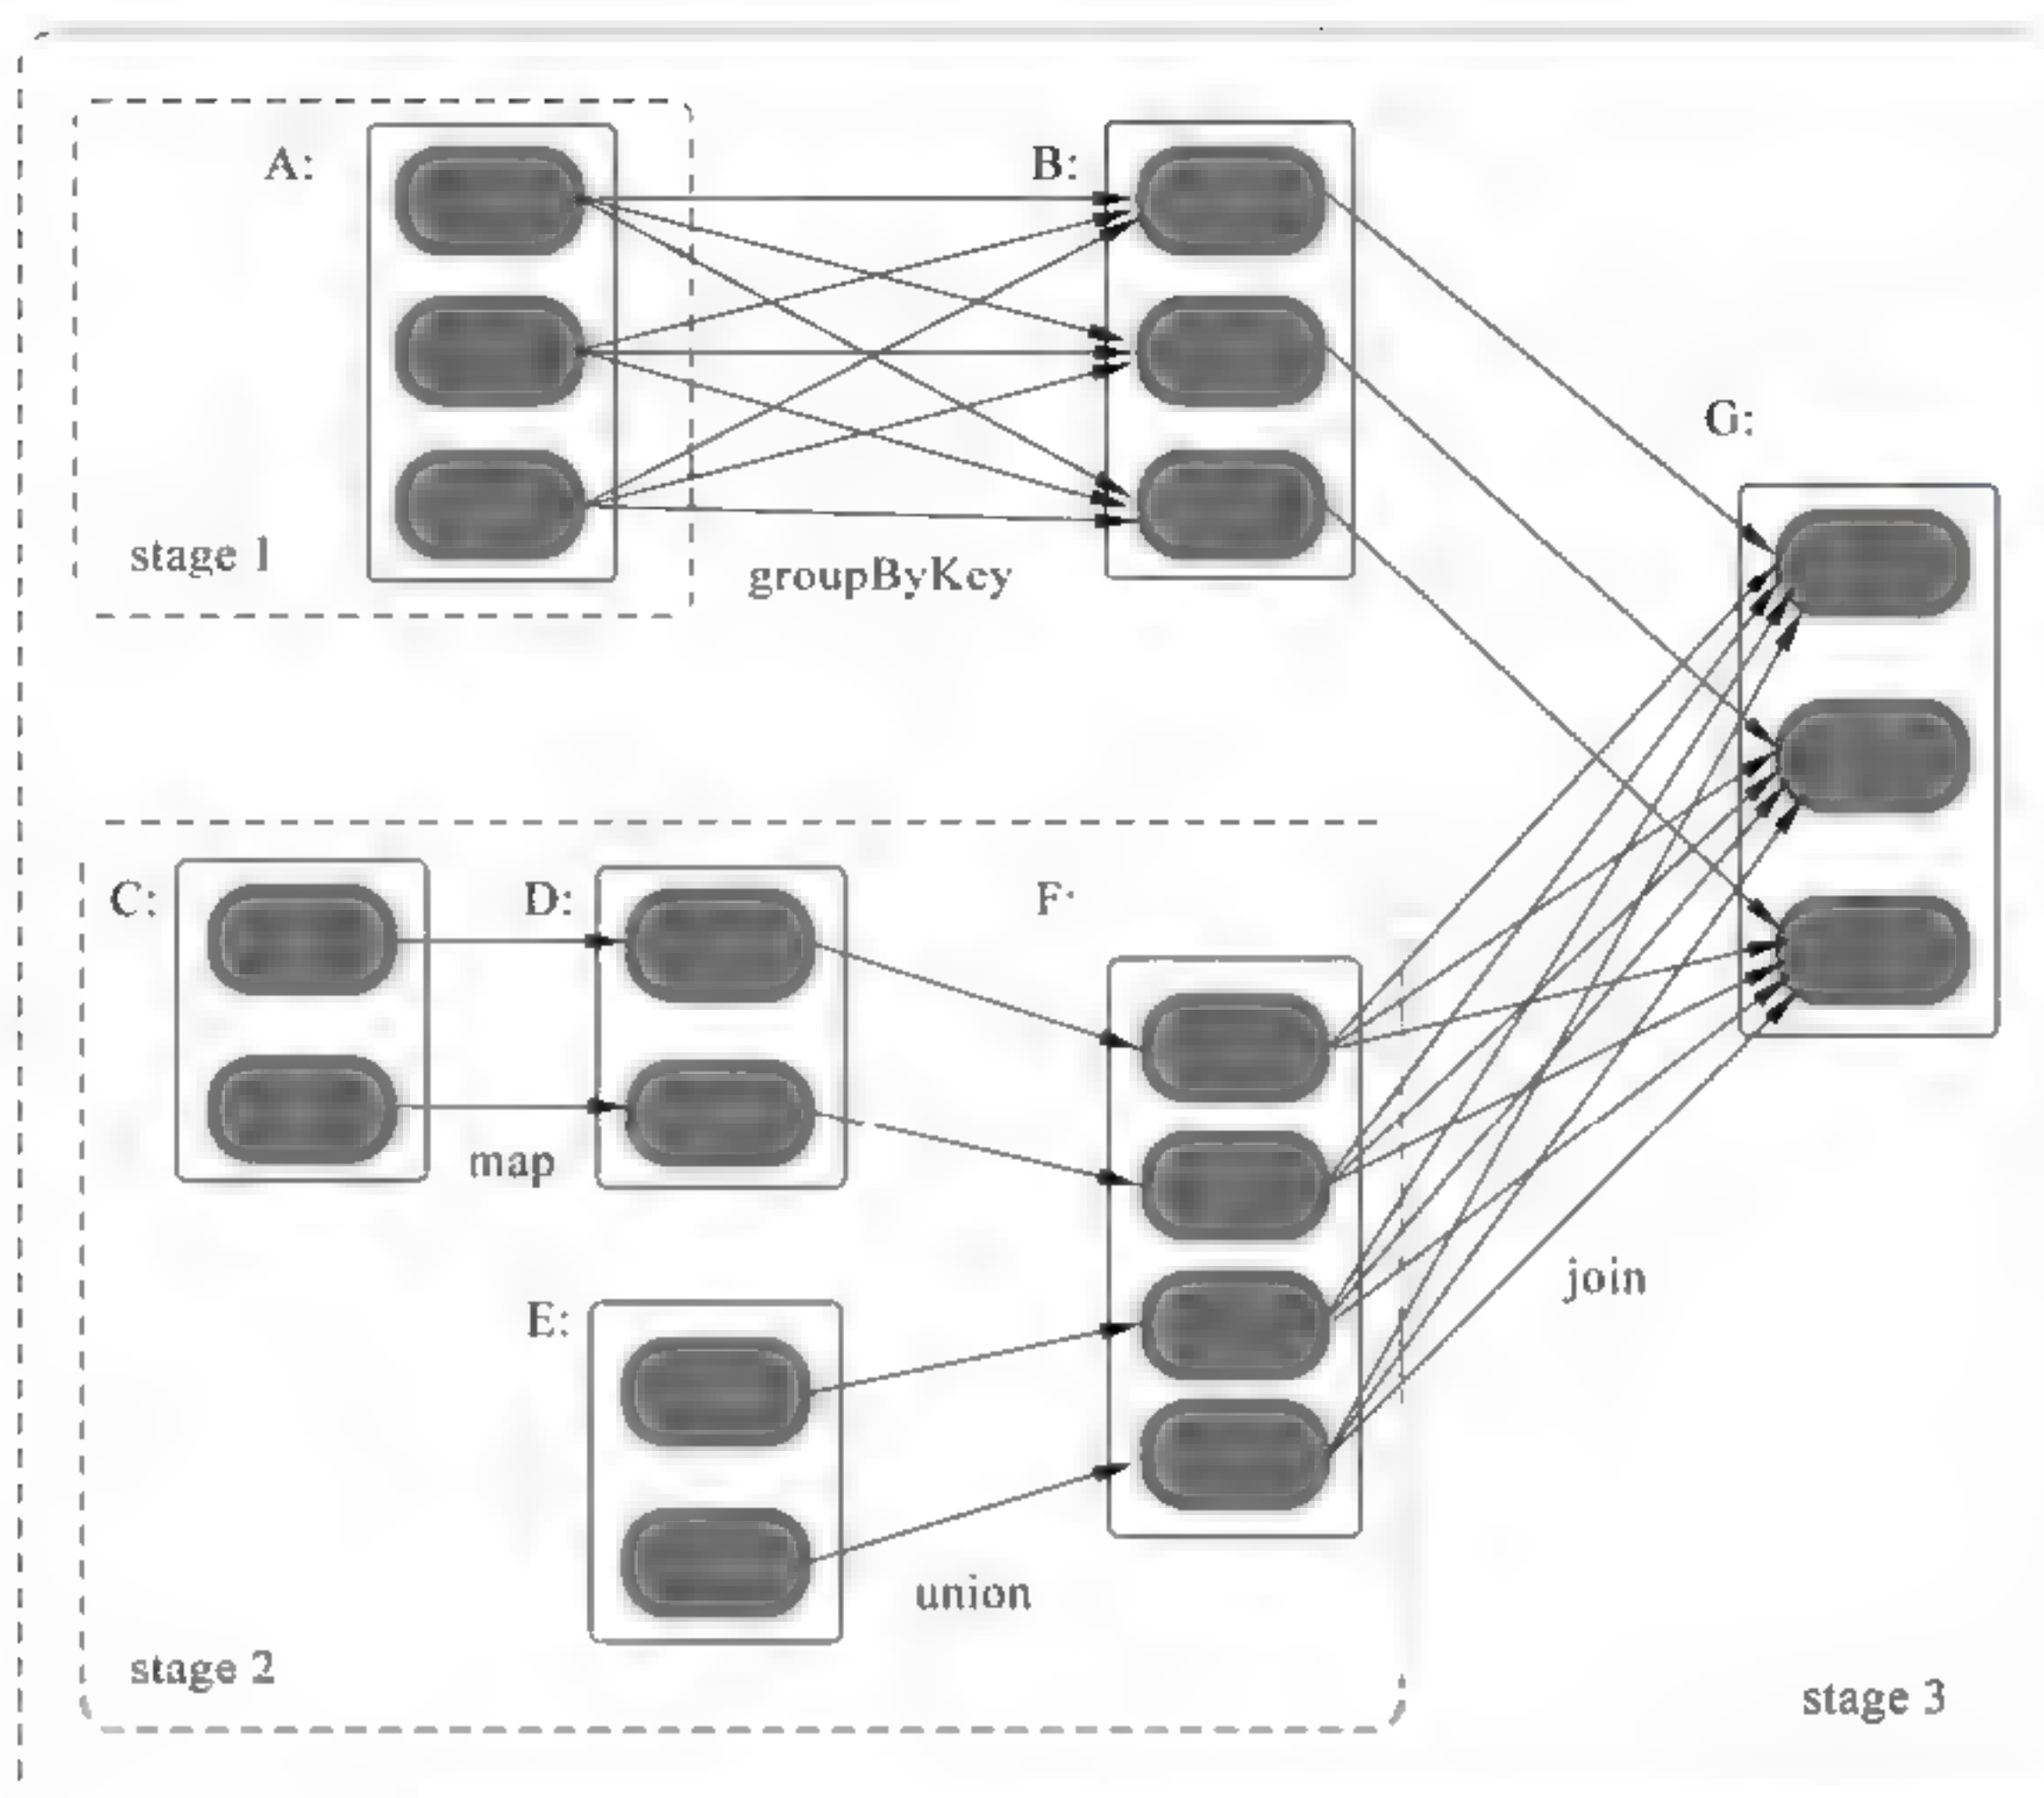 A:
B:
G:
stage 1
groupByKey
C:
D:
F:
map
E:
join
union
stage 2
stage 3